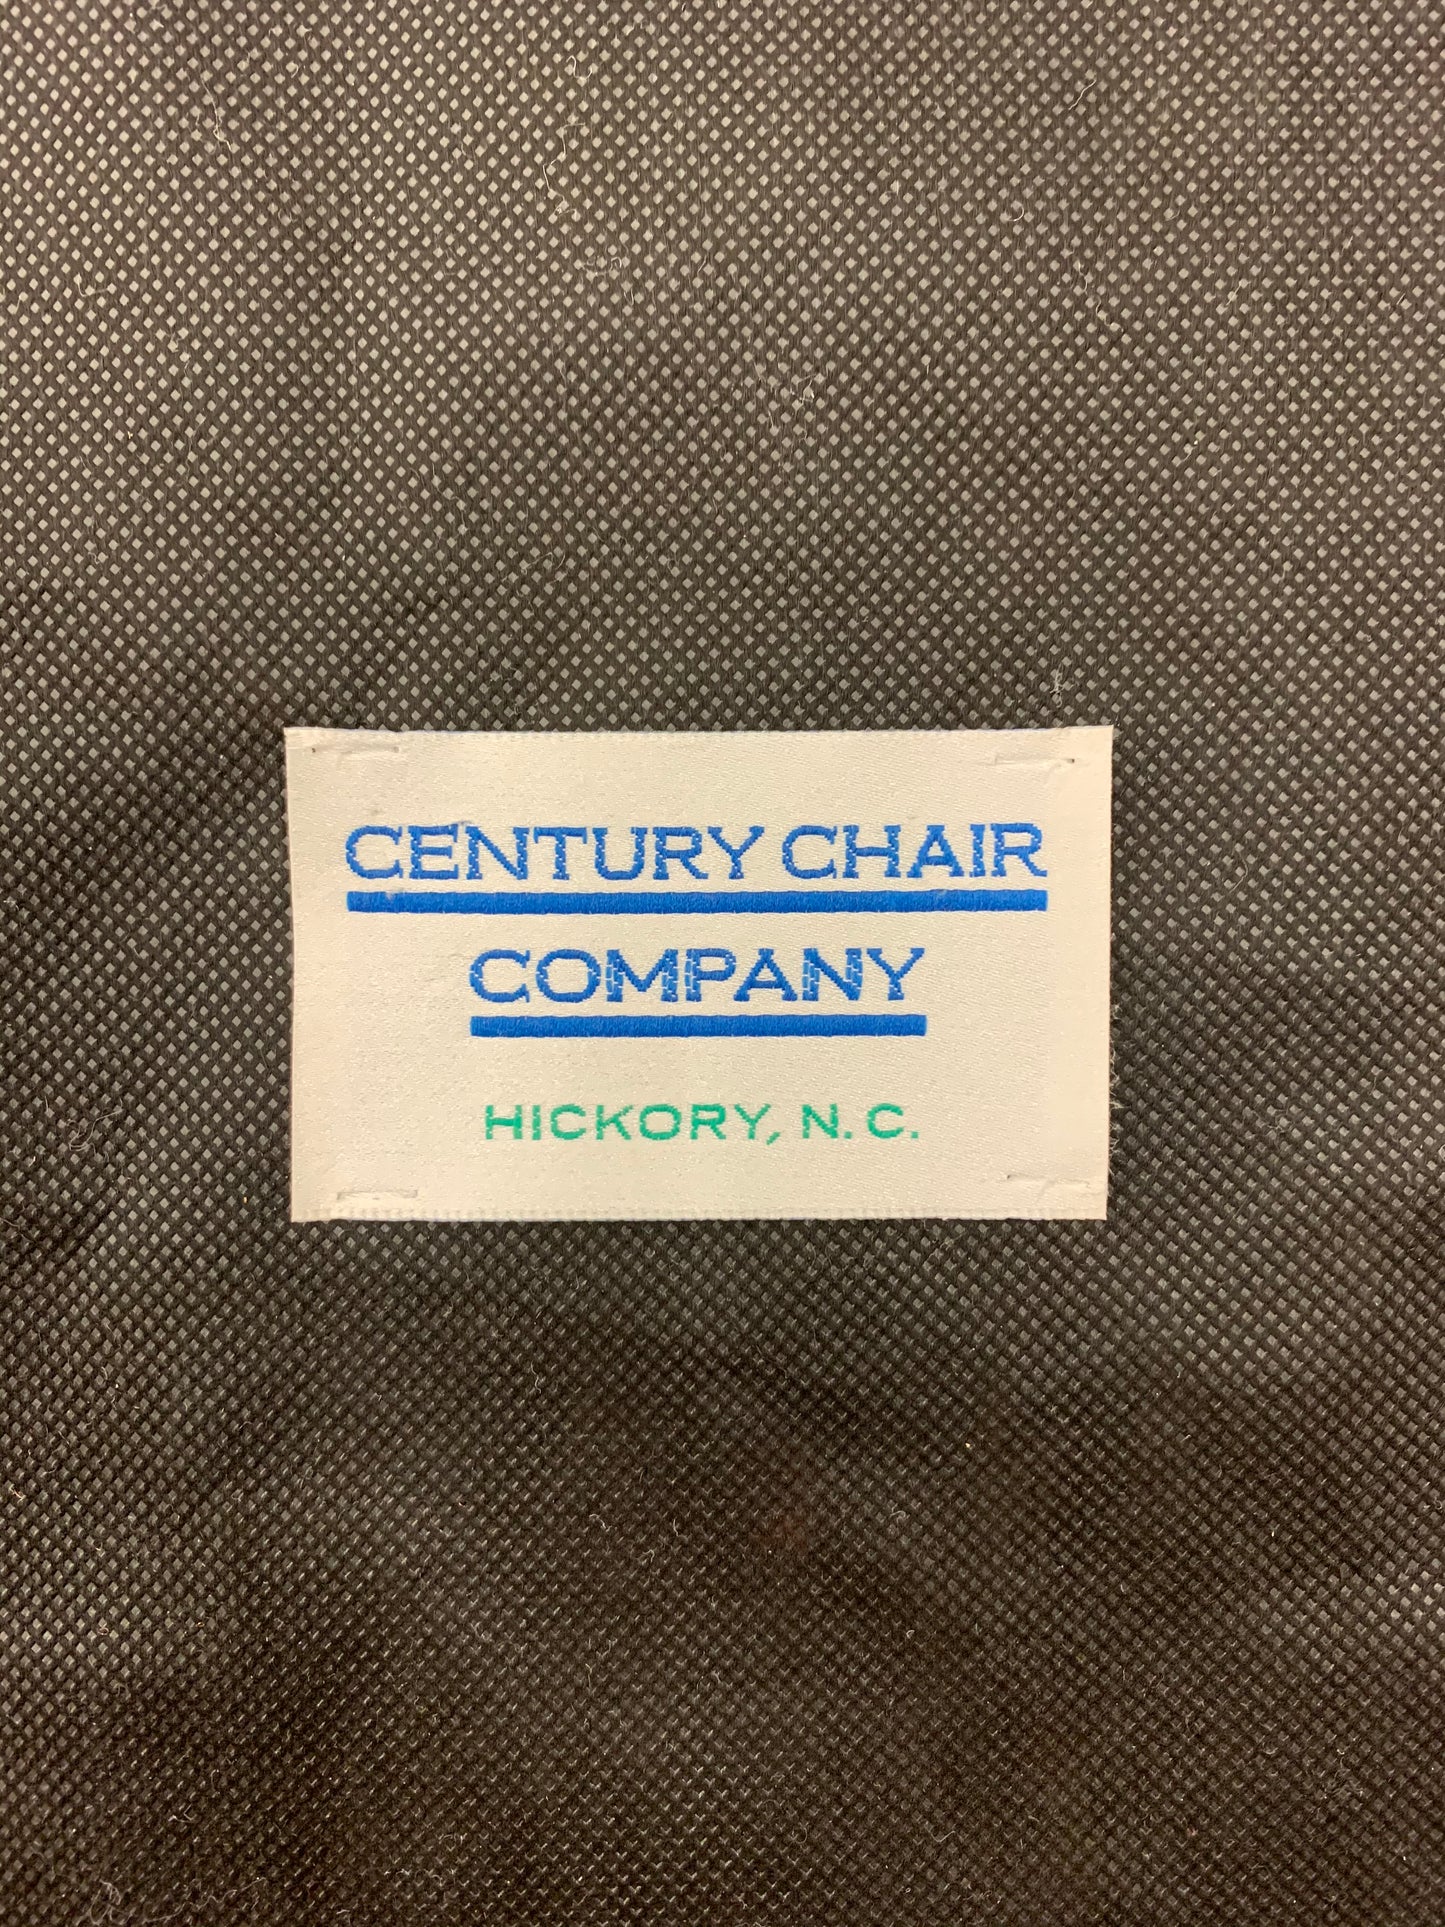 CENTURY CHAIR
COMPANY
HICKORY, N. C.